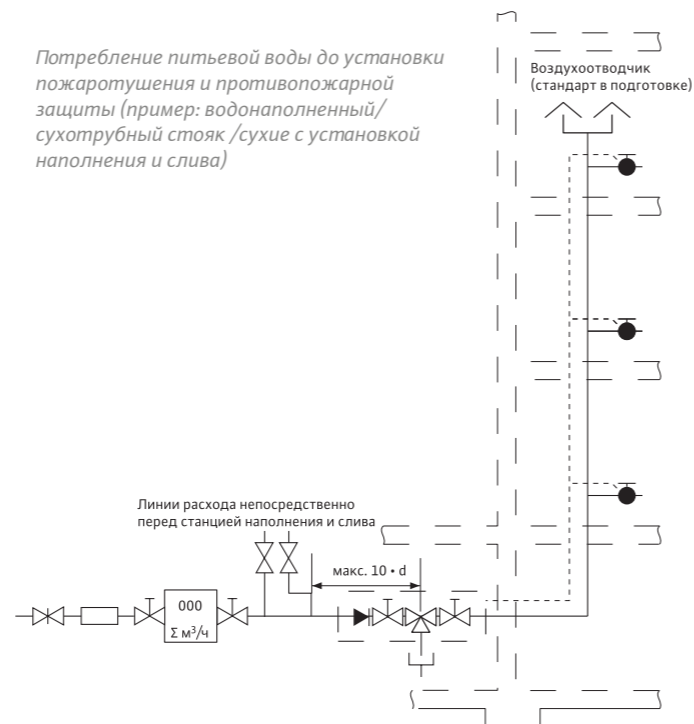 Потребление питьевой воды до установки
пожаротушения и противопожарной
защиты (пример: водонаполненный/
сухотрубный стояк /сухие с установкой
наполнения и слива)
Воздухоотводчик
(стандарт в подготовке)
Линии расхода непосредственно
перед станцией наполнения и слива
макс. 10 • d
000
Σ м³/ч